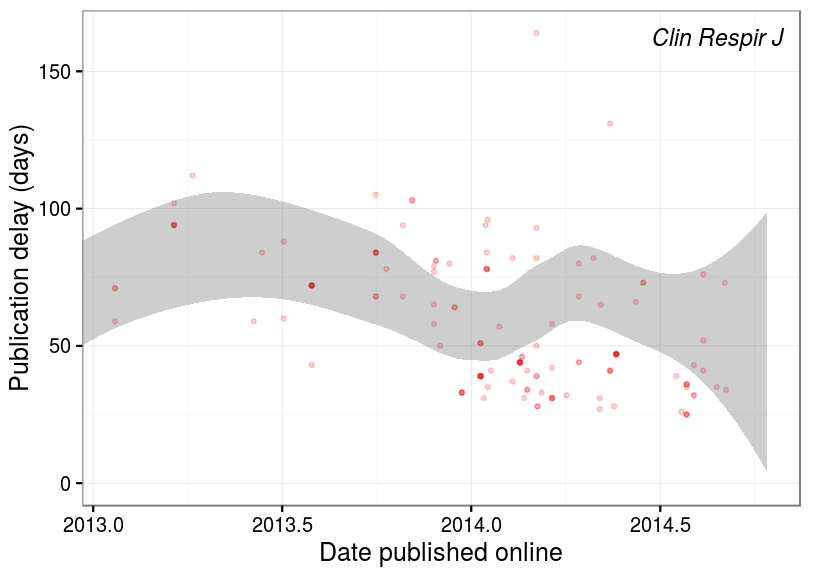 Clin Respir J
Publication delay (days)
150
100
50
0
2013.0 2013.5 2014.0 2014.5
Date published online